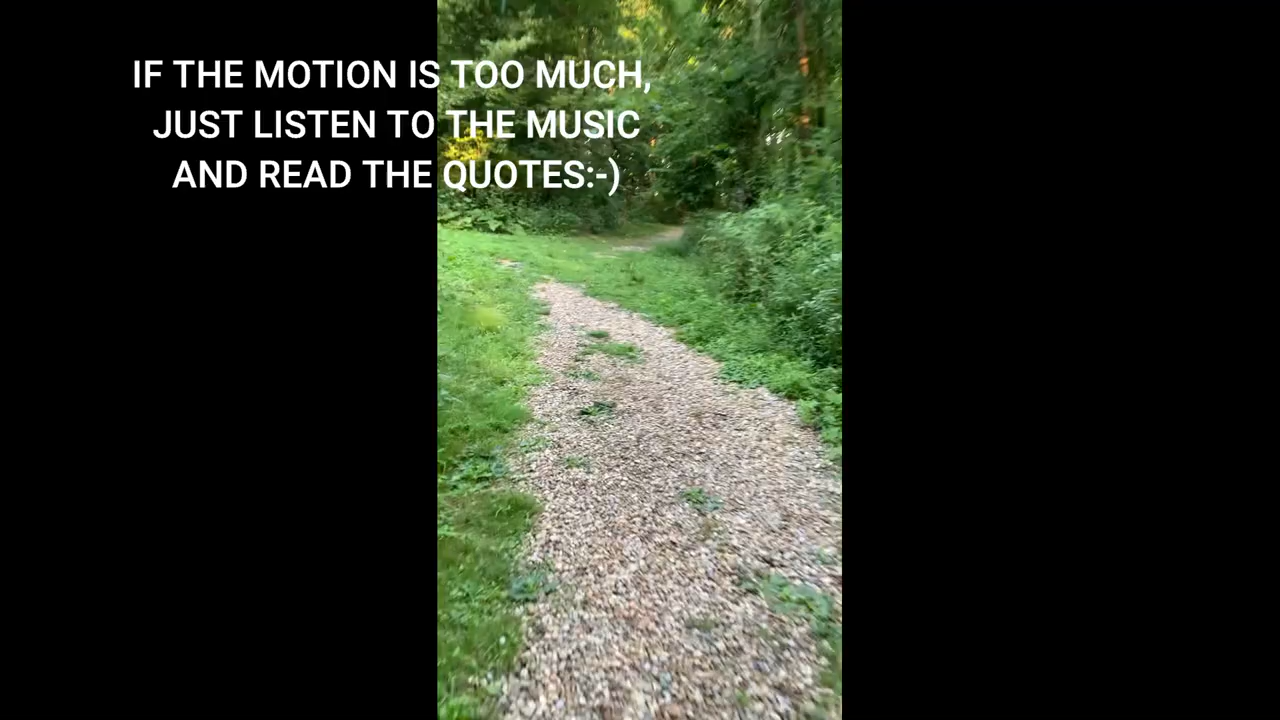 IF THE MOTION IS TOO MUCH,
JUST LISTEN TO THE MUSIC
AND READ THE QUOTES:-)